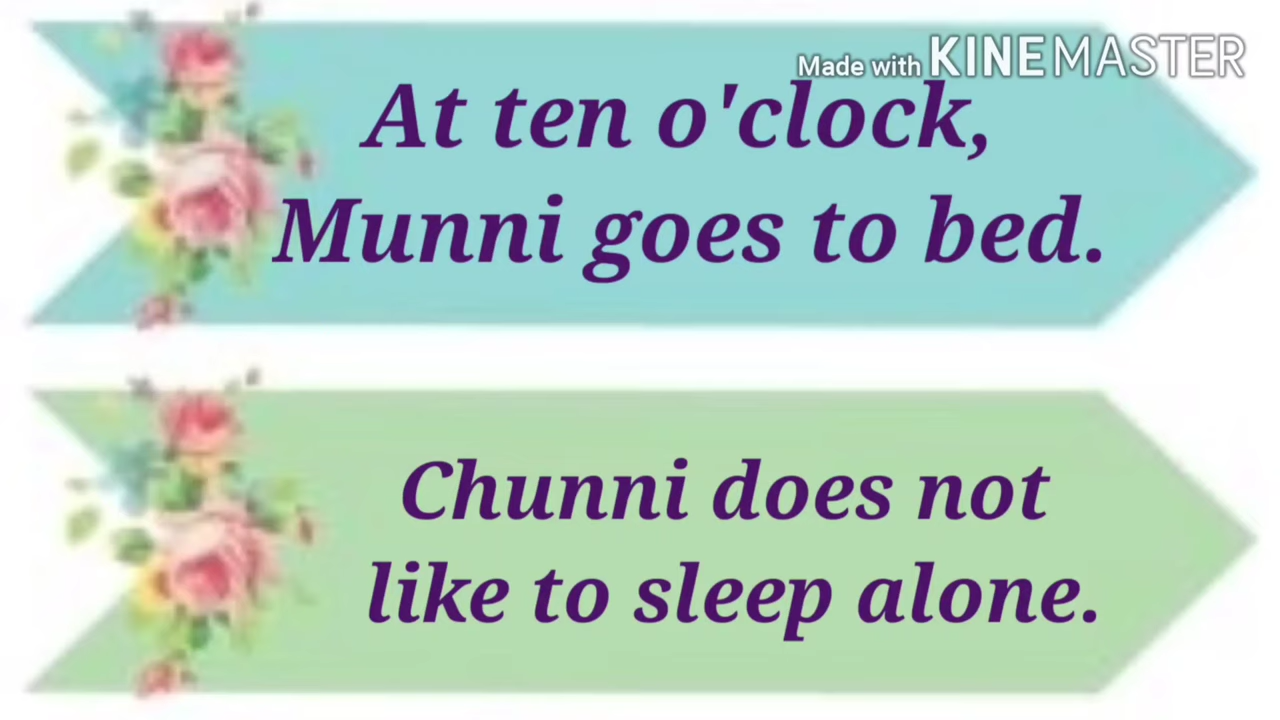 Made with KINEMASTER
At ten o'clock,
Munni goes to bed.
Chunni does not
like to sleep alone.